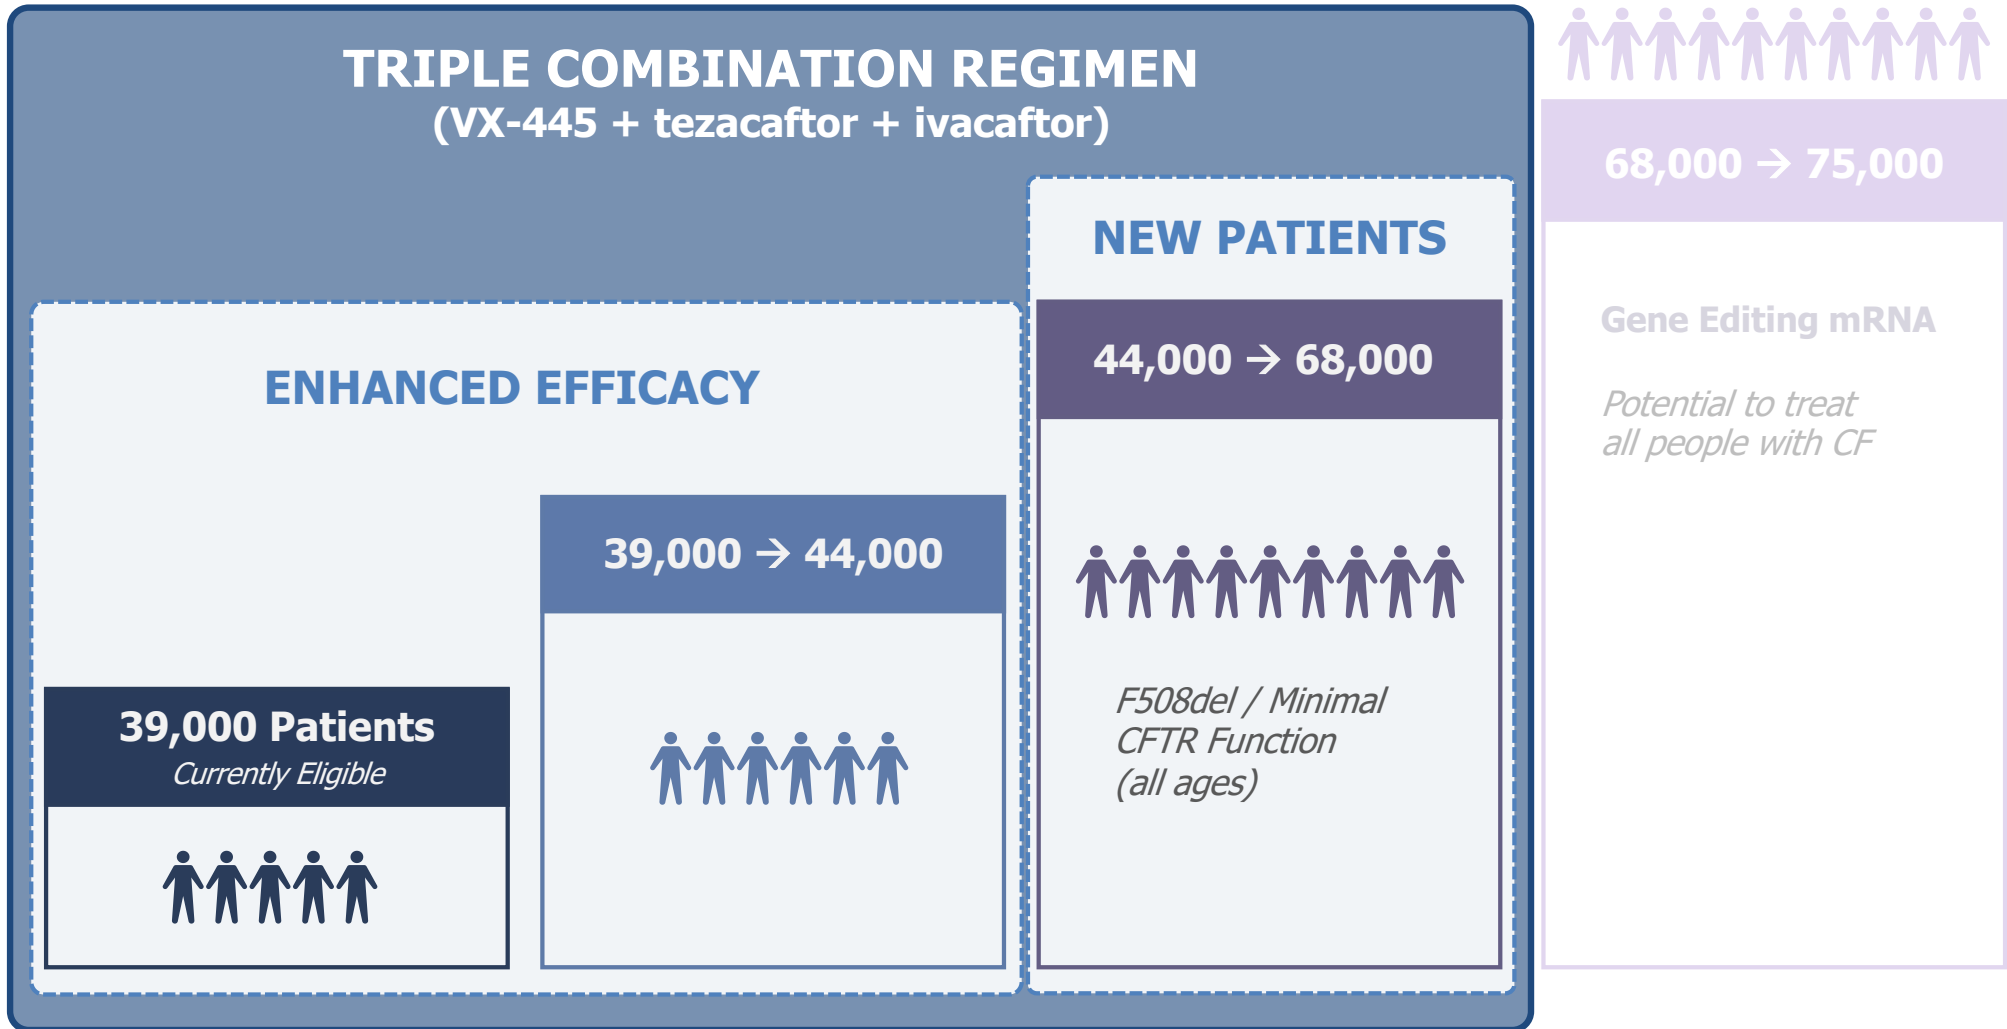 TRIPLE COMBINATION REGIMEN
(VX-445 + tezacaftor + ivacaftor)
ENHANCED EFFICACY
39,000 Patients
Currently Eligible
39,000 → 44,000
NEW PATIENTS
44,000 → 68,000
F508del / Minimal
CFTR Function
(all ages)
68,000 → 75,000
Gene Editing mRNA
Potential to treat
all people with CF